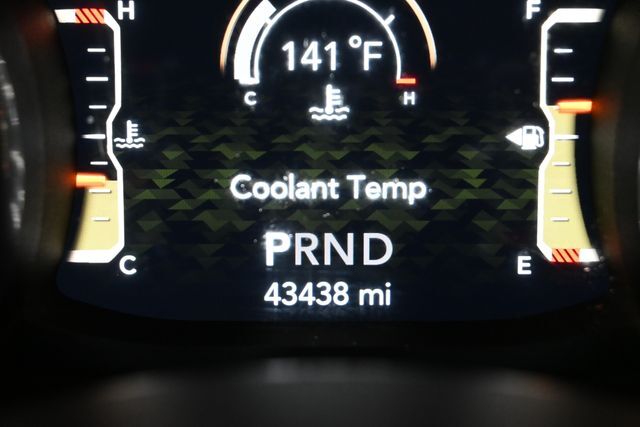 H
F
141 °F
C
H
Coolant Temp
PRND
C
E
43438 mi